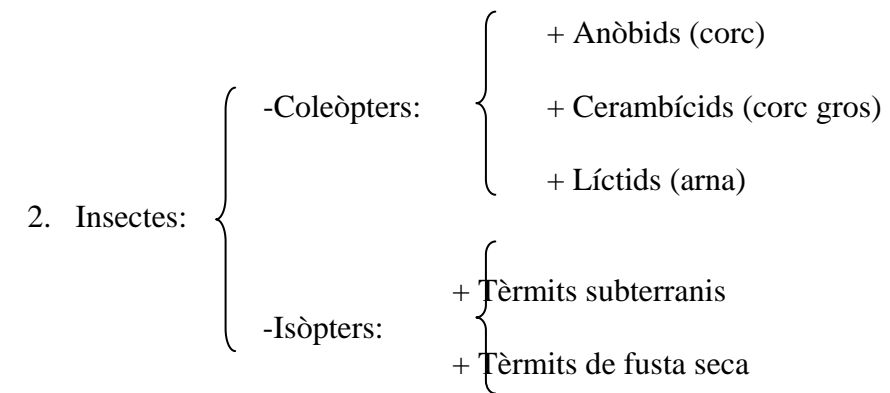 + Anòbids (corc)
-Coleòpters:
+ Cerambícids (corc gros)
+ Líctids (arna)
2. Insectes:
+ Tèrmits subterranis
-Isòpters:
+ Tèrmits de fusta seca